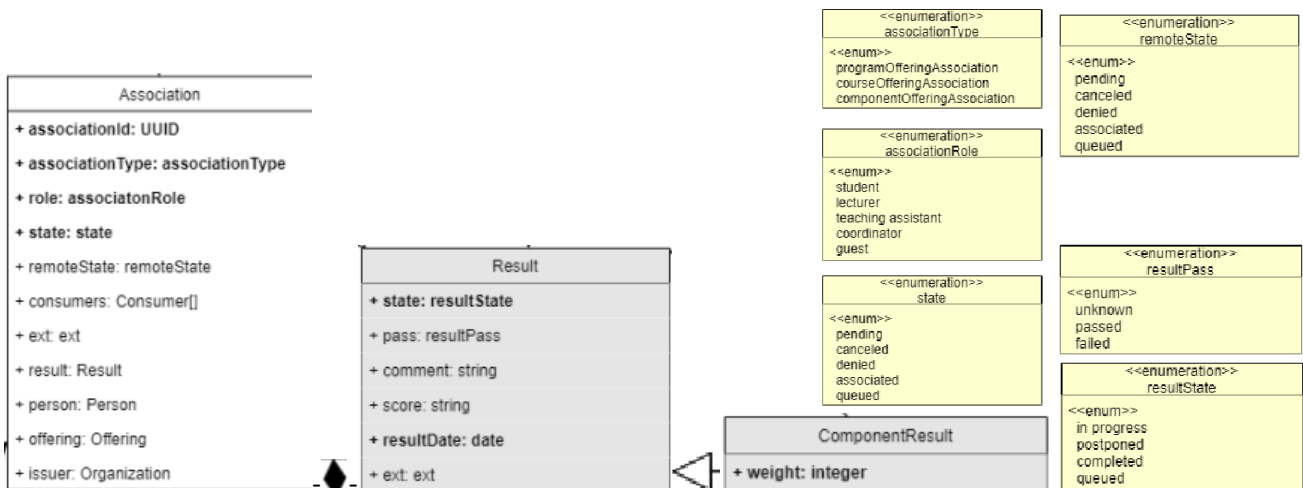 Association
+ associationId: UUID
+ associationType: associationType
+ role: associatonRole
+ state: state
+ remoteState: remoteState
+ consumers: Consumer[]
+ ext: ext
+ result: Result
+ person: Person
+ offering: Offering
+ issuer: Organization
Result
+ state: resultState
+ pass: resultPass
+ comment: string
+ score: string
+ resultDate: date
+ ext: ext
ComponentResult
+ weight: integer
<<enumeration>>
associationType
<<enum>>
programOfferingAssociation
courseOfferingAssociation
componentOfferingAssociation
<<enumeration>>
associationRole
<<enum>>
student
lecturer
teaching assistant
coordinator
guest
<<enumeration>>
state
<<enum>>
pending
canceled
denied
associated
queued
<<enumeration>>
remoteState
<<enum>>
pending
canceled
denied
associated
queued
<<enumeration>>
resultPass
<<enum>>
unknown
passed
failed
<<enumeration>>
resultState
<<enum>>
in progress
postponed
completed
queued